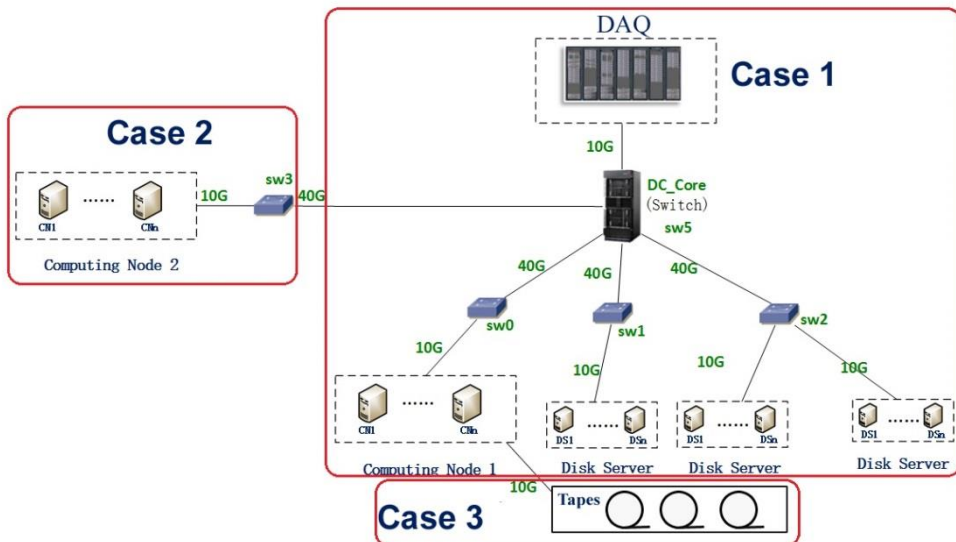 DAQ
Case 1
10G
DC_Core
(Switch)
sw5
Case 2
sw3
10G
40G
CN1
......
CNn
Computing Node 2
40G
40G
40G
sw0
sw1
sw2
10G
10G
10G
10G
CN1
......
CNn
DS1
......
DSn
DS1
......
DSn
DS1
......
DSn
Computing Node 1
Disk Server
Disk Server
Disk Server
10G
Case 3
Tapes